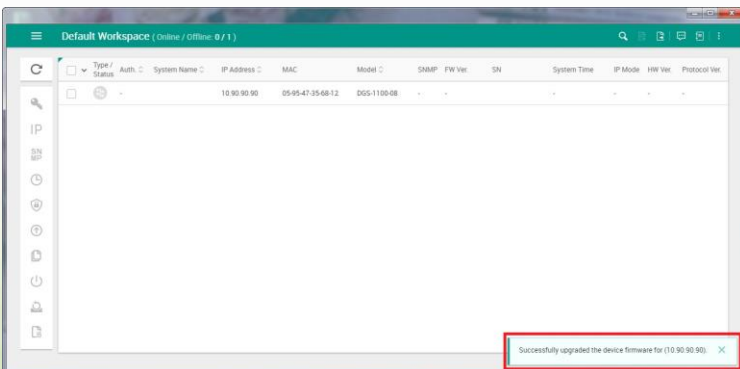 Default Workspace ( Online / Offline 0 / 1 )
Type / Status Auth. System Name IP Address MAC Model SNMP FW Ver. SN System Time IP Mode HW Ver. Protocol Ver.
- 10.90.90.90 05-95-47-35-68-12 DGS-1100-08 - - - - - -
IP
SN
MP
Successfully upgraded the device firmware for (10.90.90.90).